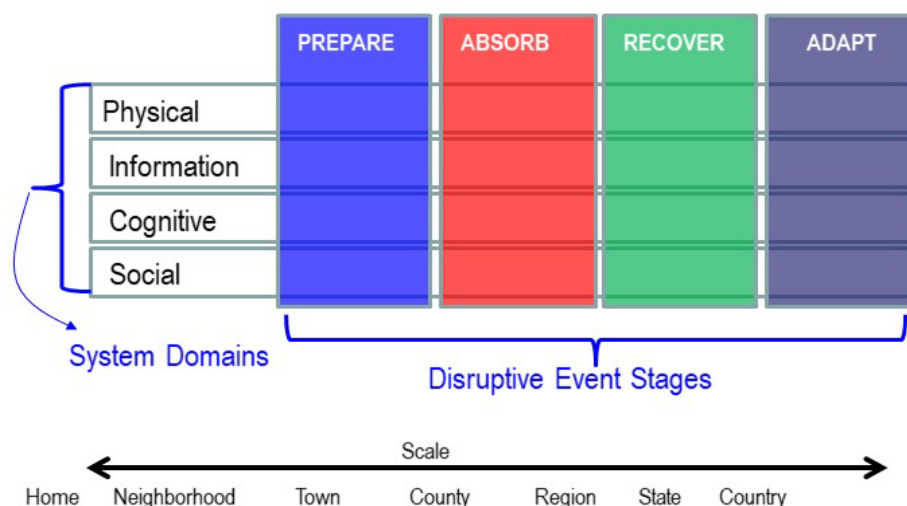 PREPARE ABSORB RECOVER ADAPT
Physical
Information
Cognitive
Social
System Domains
Disruptive Event Stages
Scale
Home Neighborhood Town County Region State Country